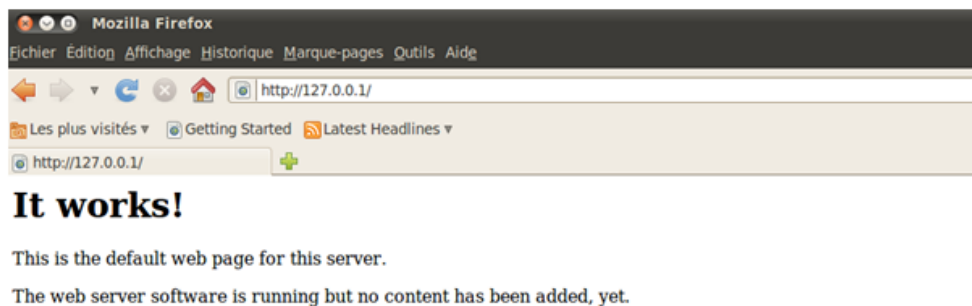 Mozilla Firefox
Fichier Édition Affichage Historique Marque-pages Outils Aide
http://127.0.0.1/
Les plus visités Getting Started Latest Headlines
http://127.0.0.1/
It works!
This is the default web page for this server.
The web server software is running but no content has been added, yet.